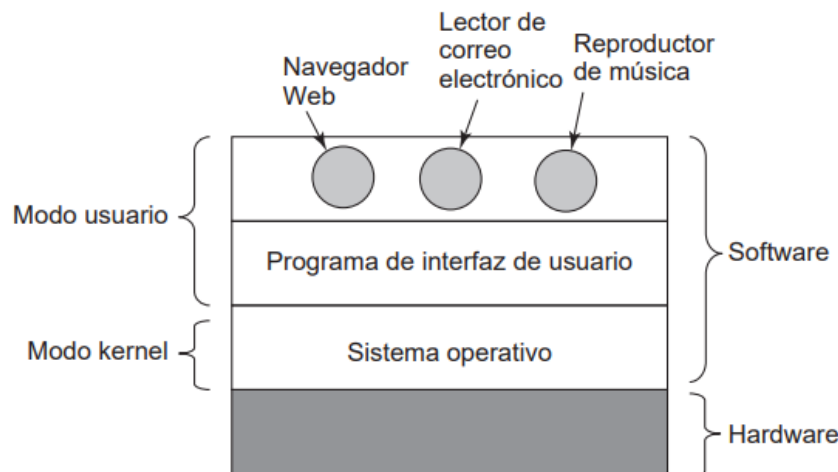 Navegador
Web
Lector de
correo
electrónico
Reproductor
de música
Modo usuario
Programa de interfaz de usuario
Software
Modo kernel
Sistema operativo
Hardware